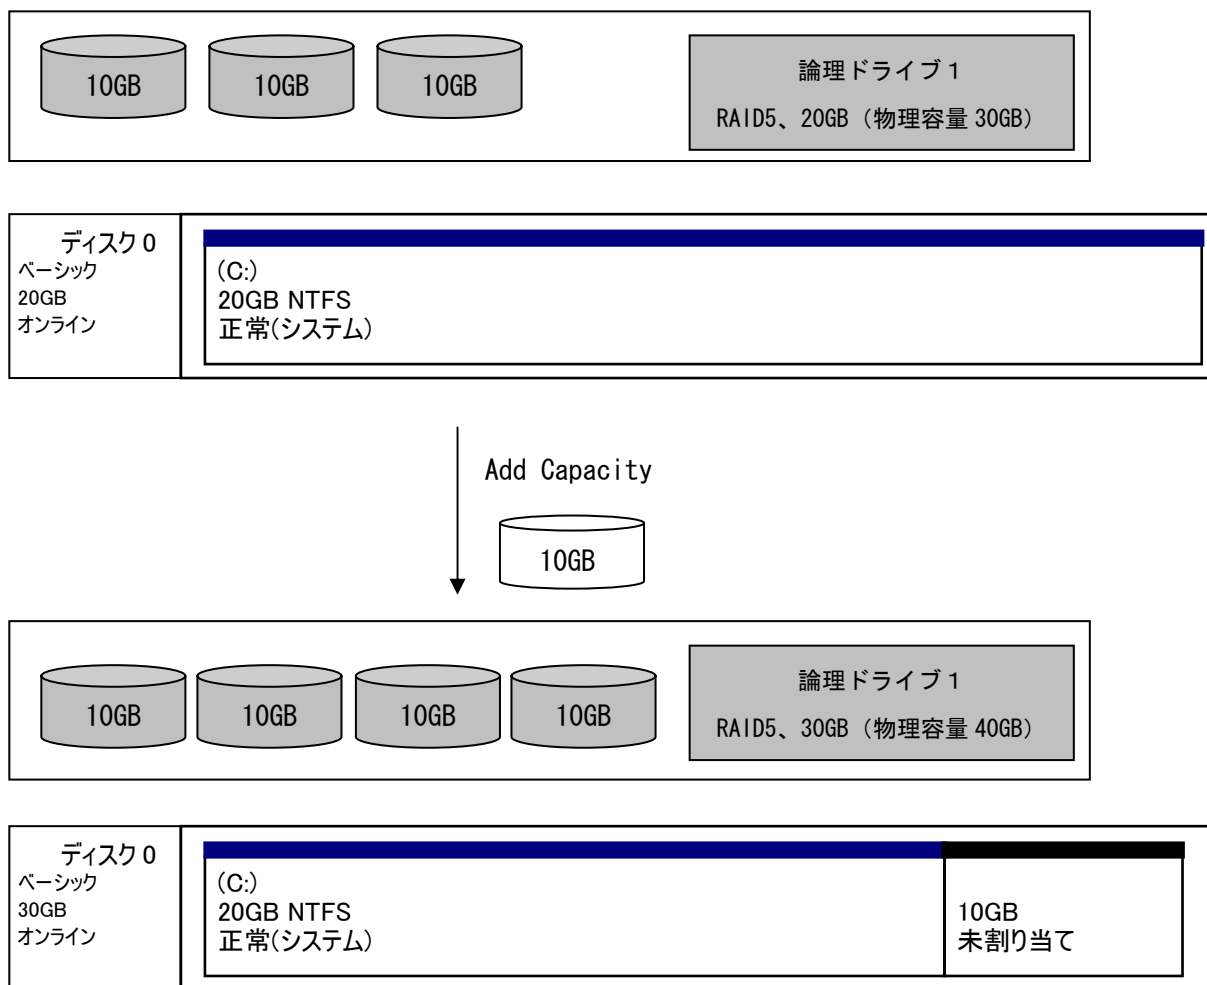 10GB
10GB
10GB
論理ドライブ1
RAID5、20GB（物理容量 30GB）
ディスク 0
ベーシック
20GB
オンライン
(C:)
20GB NTFS
正常(システム)
Add Capacity
10GB
10GB
10GB
10GB
10GB
論理ドライブ1
RAID5、30GB（物理容量 40GB）
ディスク 0
ベーシック
30GB
オンライン
(C:)
20GB NTFS
正常(システム)
10GB
未割り当て